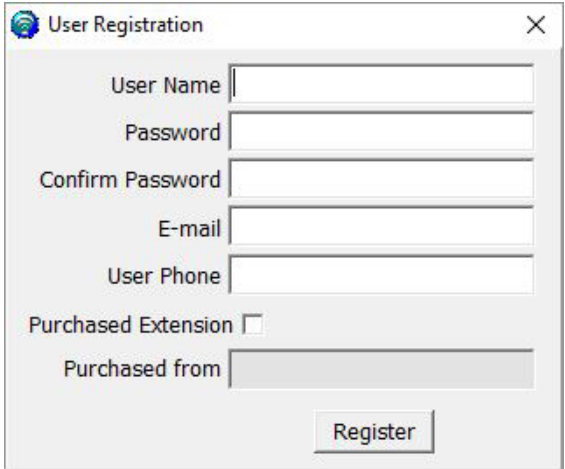 User Registration
User Name
Password
Confirm Password
E-mail
User Phone
Purchased Extension
Purchased from
Register